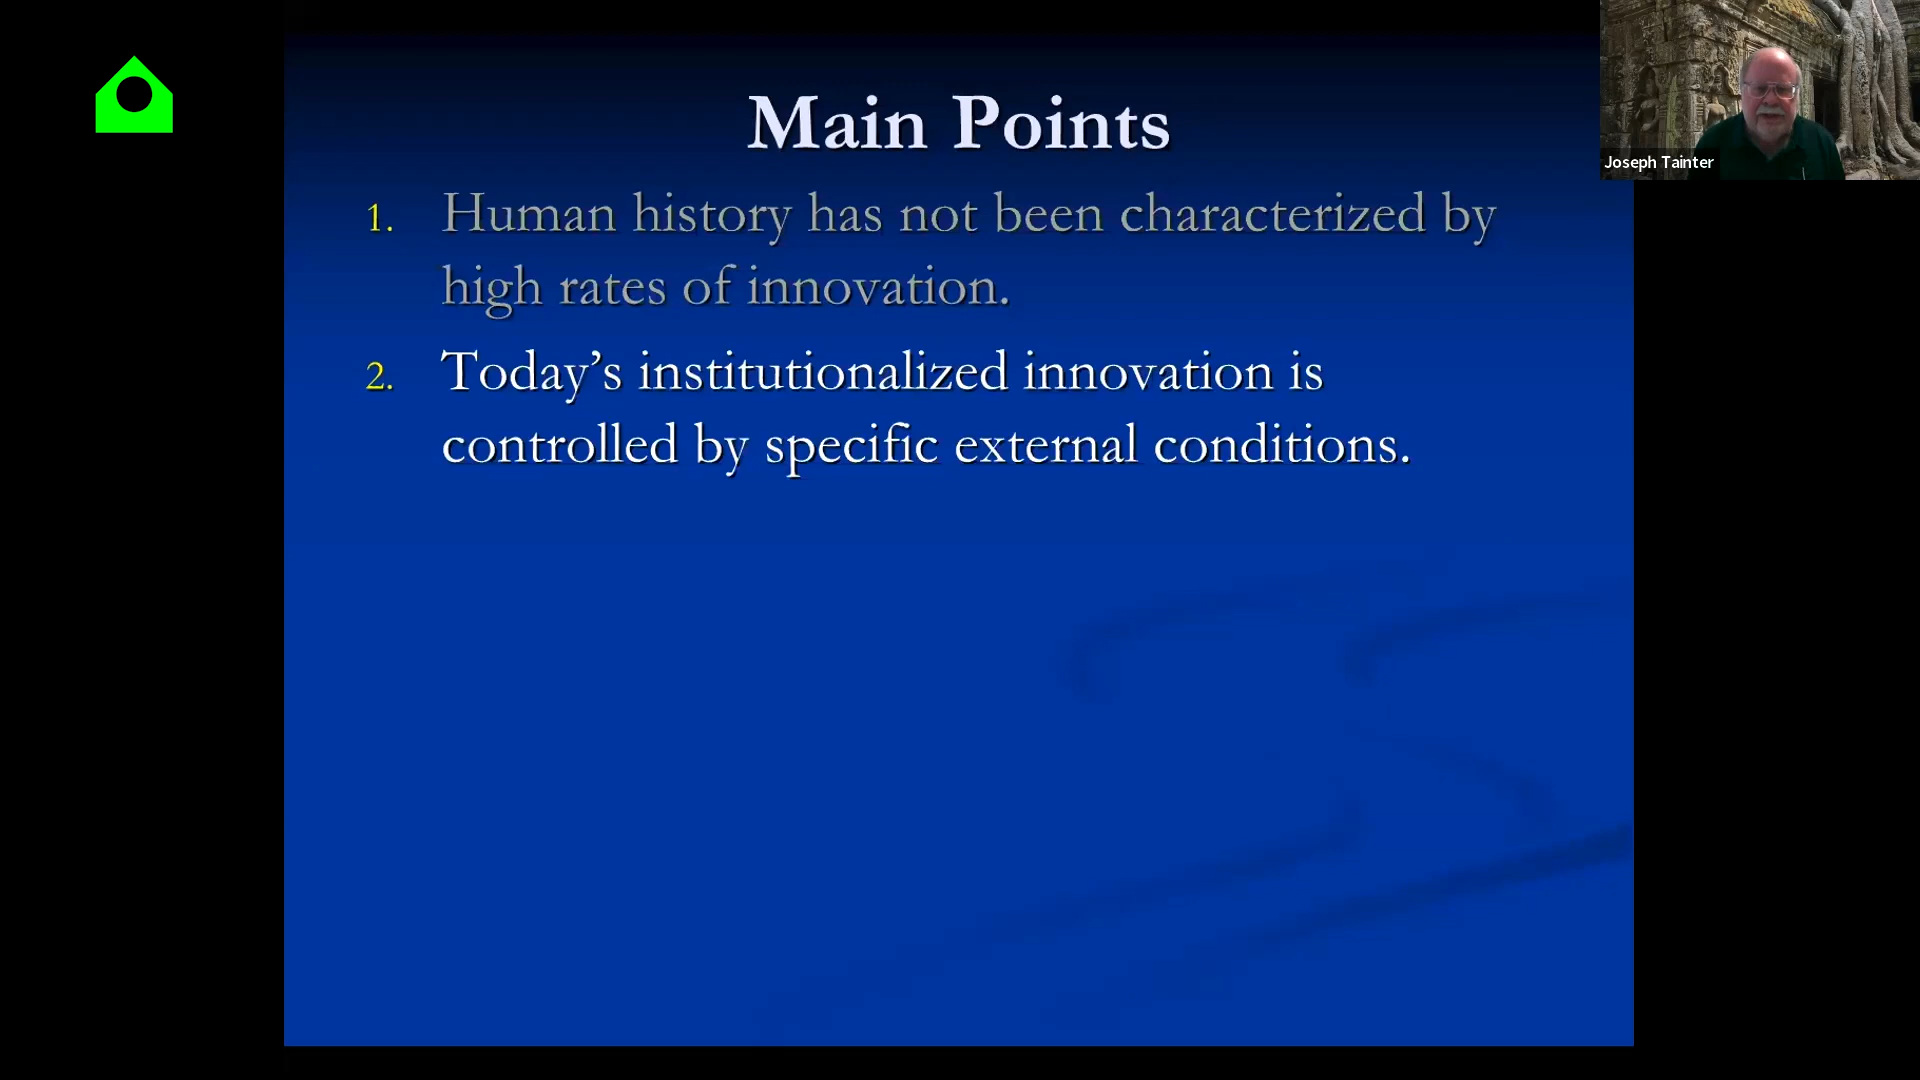 Main Points
1. Human history has not been characterized by
high rates of innovation.
2. Today’s institutionalized innovation is
controlled by specific external conditions.
Joseph Tainter